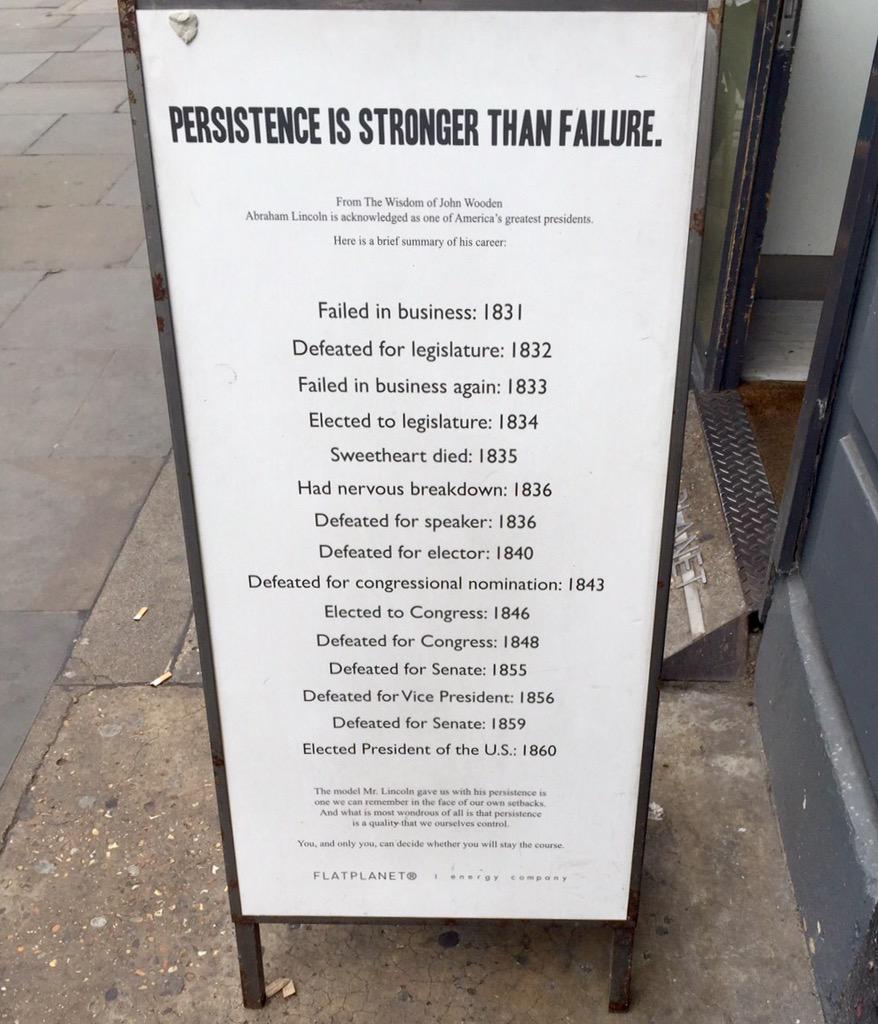 PERSISTENCE IS STRONGER THAN FAILURE.
From The Wisdom of John Wooden
Abraham Lincoln is acknowledged as one of America's greatest presidents.
Here is a brief summary of his career:
Failed in business: 1831
Defeated for legislature: 1832
Failed in business again: 1833
Elected to legislature: 1834
Sweetheart died: 1835
Had nervous breakdown: 1836
Defeated for speaker: 1836
Defeated for elector: 1840
Defeated for congressional nomination: 1843
Elected to Congress: 1846
Defeated for Congress: 1848
Defeated for Senate: 1855
Defeated for Vice President: 1856
Defeated for Senate: 1859
Elected President of the U.S.: 1860
The model Mr. Lincoln gave us with his persistence is
one we can remember in the face of our own setbacks.
And what is most wondrous of all is that persistence
is a quality that we ourselves control.
You, and only you, can decide whether you will stay the course.
FLATPLANET® | energy company